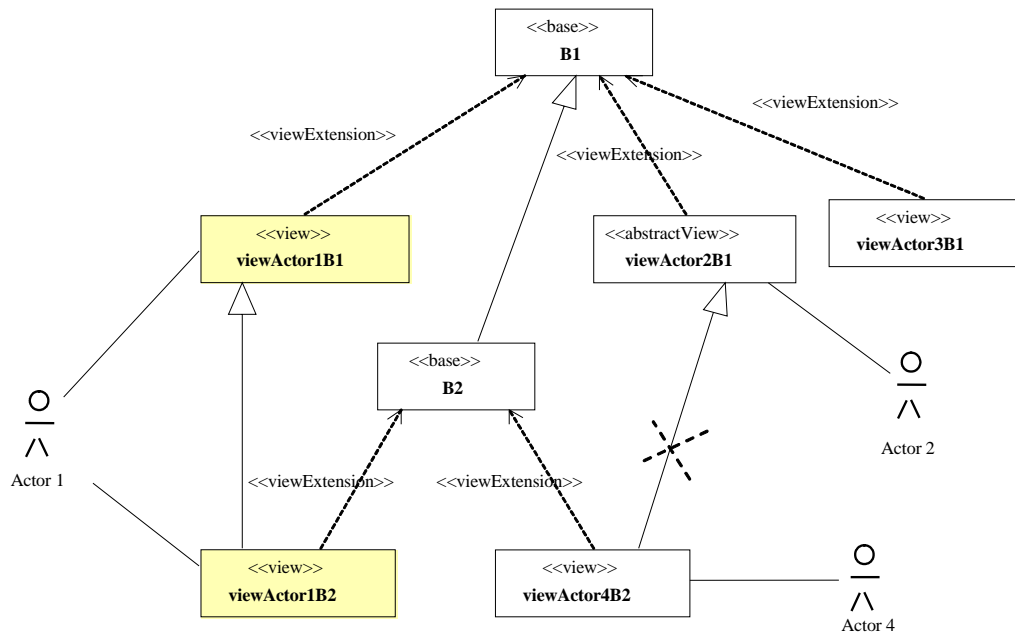 <<base>>
B1
<<viewExtension>>
<<viewExtension>>
<<viewExtension>>
<<view>>
viewActor1B1
<<abstractView>>
viewActor2B1
<<view>>
viewActor3B1
<<base>>
B2
Actor 1
Actor 2
<<viewExtension>>
<<viewExtension>>
<<view>>
viewActor1B2
<<view>>
viewActor4B2
Actor 4